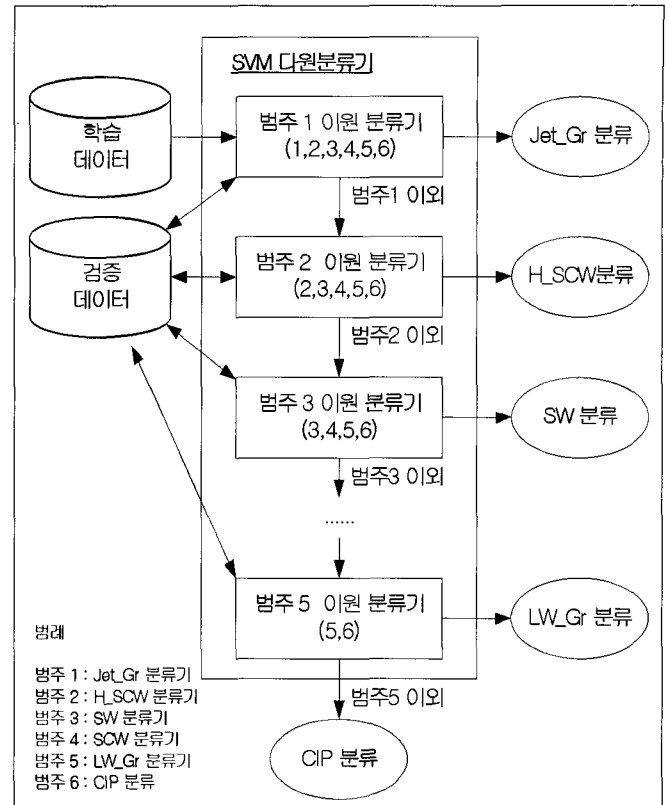 SVM 다원분류기
학습
데이터
범주 1 이원 분류기
(1,2,3,4,5,6)
Jet_Gr 분류
범주1 이외
검증
데이터
범주 2 이원 분류기
(2,3,4,5,6)
H_SCW분류
범주2 이외
범주 3 이원 분류기
(3,4,5,6)
SW 분류
범주3 이외
......
범주 5 이원 분류기
(5,6)
LW_Gr 분류
범주5 이외
CIP 분류
범례
범주 1 : Jet_Gr 분류기
범주 2 : H_SCW 분류기
범주 3 : SW 분류기
범주 4 : SCW 분류기
범주 5 : LW_Gr 분류기
범주 6 : CIP 분류